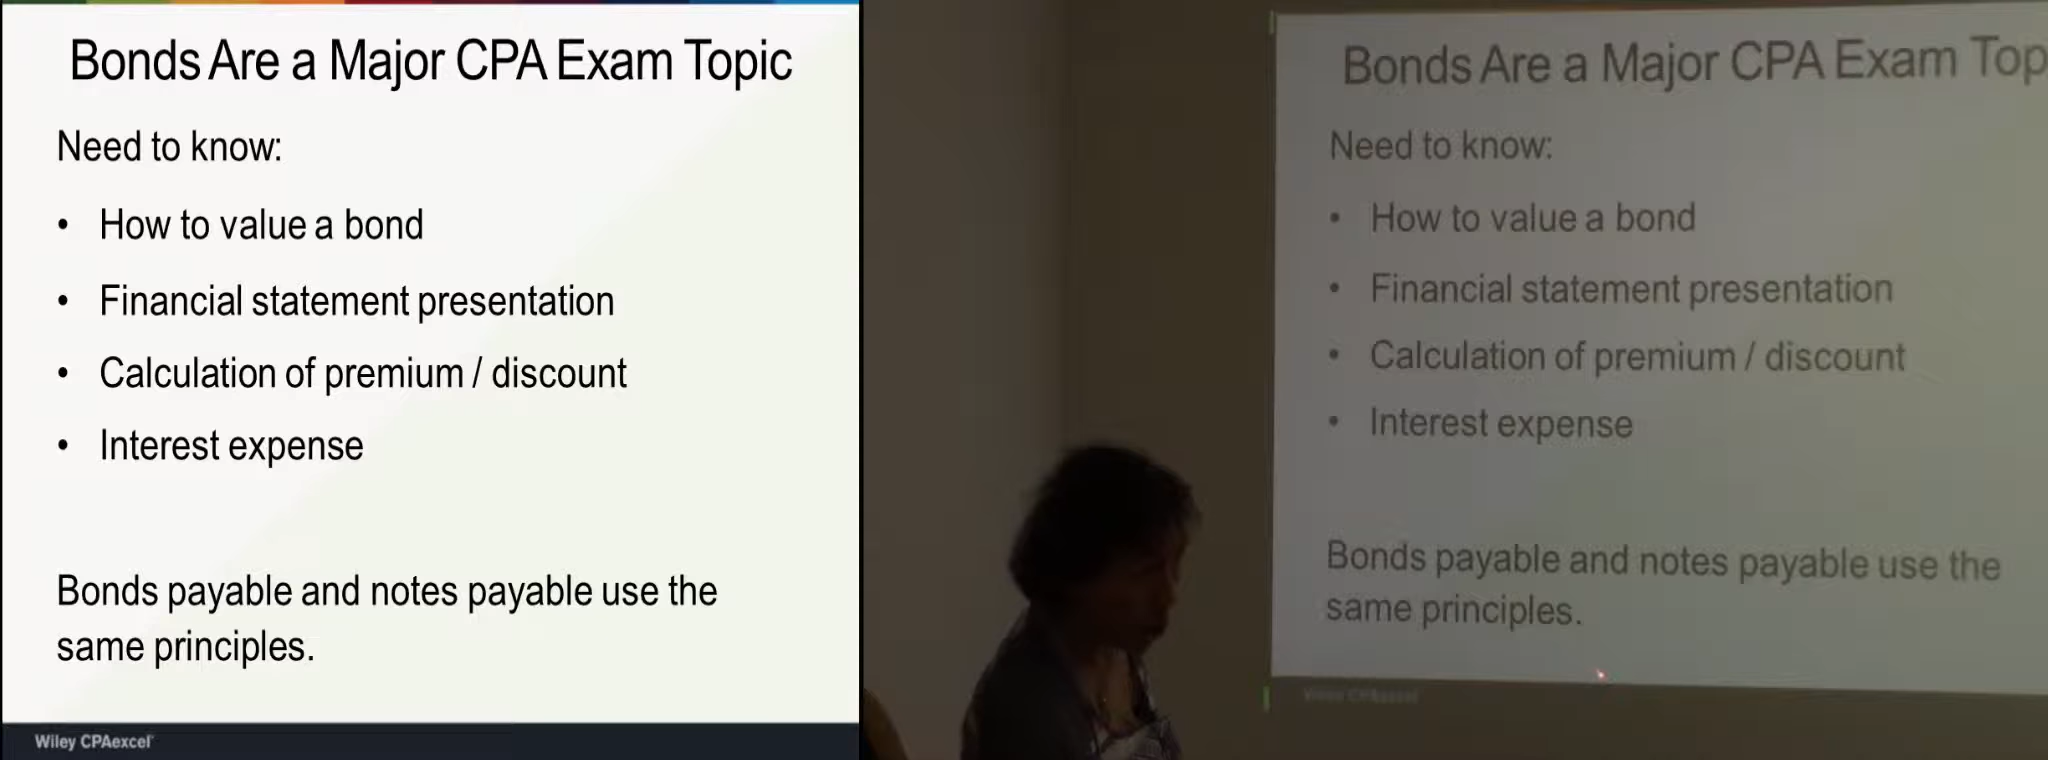 Bonds Are a Major CPA Exam Topic
Need to know:
• How to value a bond
• Financial statement presentation
• Calculation of premium / discount
• Interest expense
Bonds payable and notes payable use the
same principles.
Wiley CPAexcel
Bonds Are a Major CPA Exam Top
Need to know:
• How to value a bond
• Financial statement presentation
• Calculation of premium / discount
• Interest expense
Bonds payable and notes payable use the
same principles.
Wiley CPAexcel